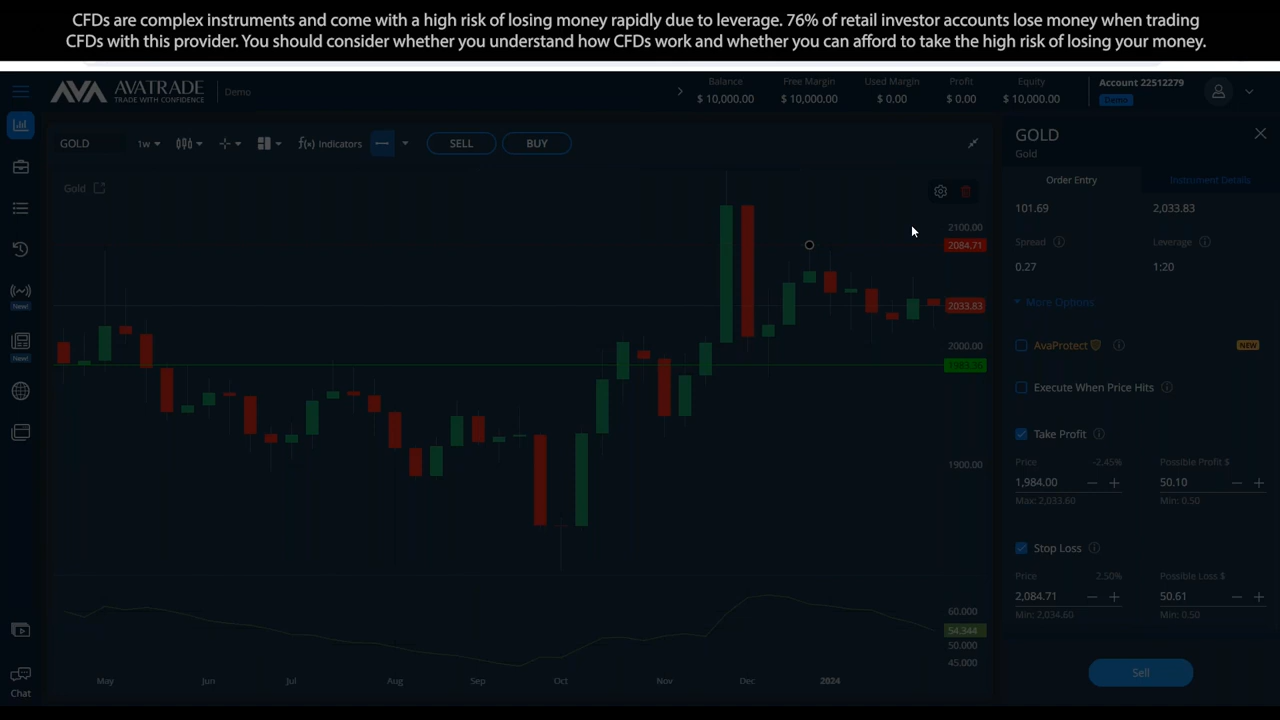 CFDs are complex instruments and come with a high risk of losing money rapidly due to leverage. 76% of retail investor accounts lose money when trading
CFDs with this provider. You should consider whether you understand how CFDs work and whether you can afford to take the high risk of losing your money.
AVATRADE
TRADE WITH CONFIDENCE
Demo
Balance
$ 10,000.00
Free Margin
$ 10,000.00
Used Margin
$ 0.00
Profit
$ 0.00
Equity
$ 10,000.00
Account 22512279
Demo
GOLD
1w
f(x) Indicators
SELL
BUY
Gold
2100.00
2084.71
2033.83
2000.00
1900.00
60.000
54.344
50.000
45.000
May
Jun
Jul
Aug
Sep
Oct
Nov
Dec
2024
New!
New!
Chat
GOLD
Gold
Order Entry
Instrument Details
101.69
2,033.83
Spread
Leverage
0.27
1:20
More Options
AvaProtect
NEW
Execute When Price Hits
Take Profit
Price
-2.45%
Possible Profit $
1,984.00
50.10
Max: 2,033.60
Min: 0.50
Stop Loss
Price
2.50%
Possible Loss $
2,084.71
50.61
Min: 2,034.60
Min: 0.50
Sell